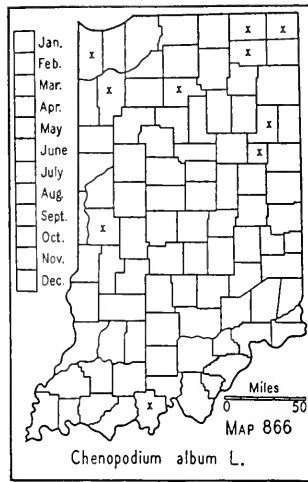 Jan.
Feb.
Mar.
Apr.
May
June
July
Aug.
Sept.
Oct.
Nov.
Dec.
x x
x x
x x
x
x
x
x
Miles
0 50
MAP 866
Chenopodium album L.